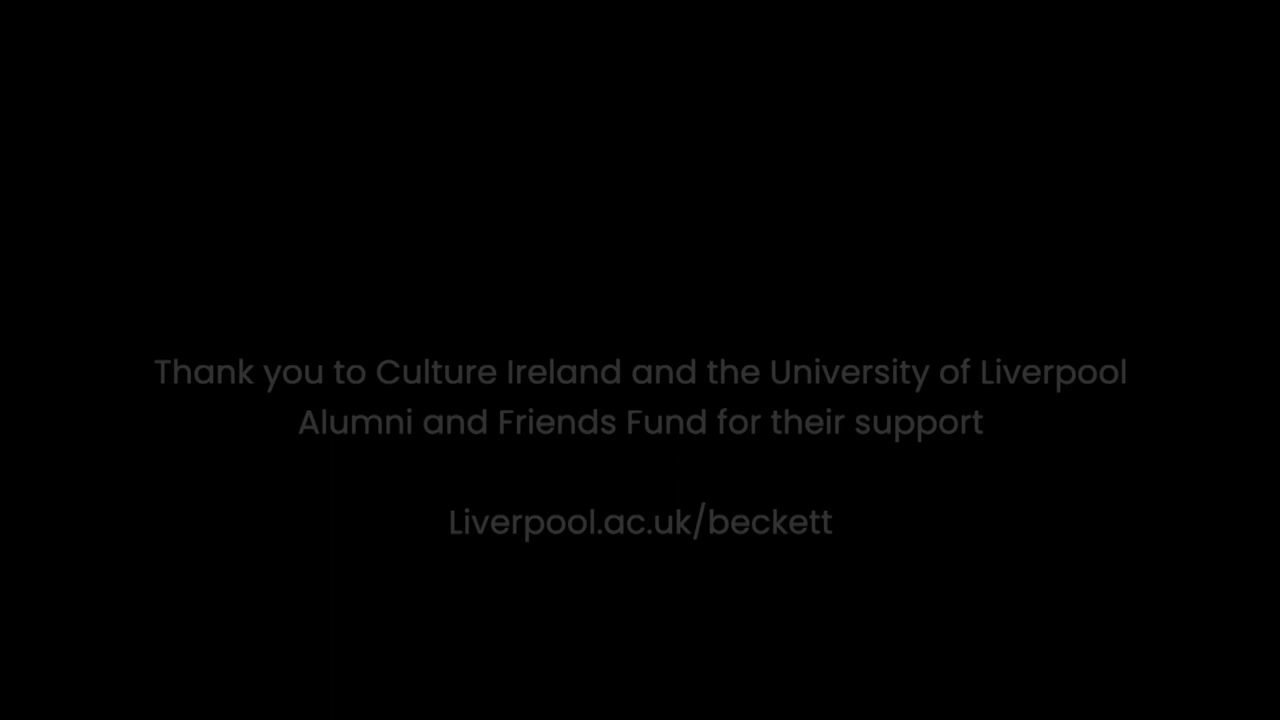 Thank you to Culture Ireland and the University of Liverpool
Alumni and Friends Fund for their support
Liverpool.ac.uk/beckett